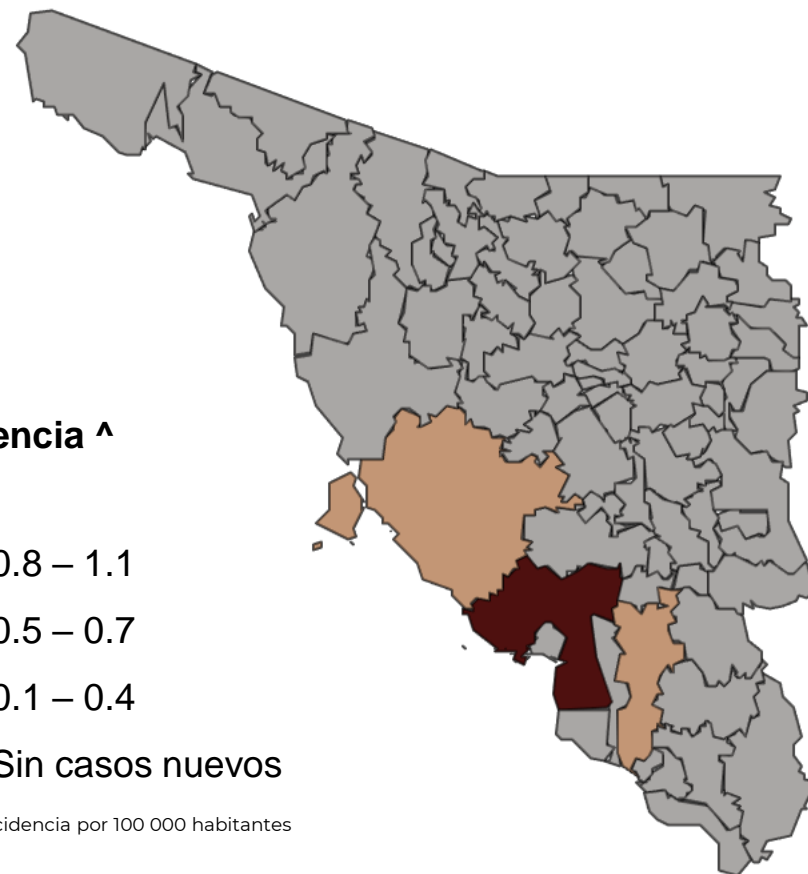 encia ^
0.8 – 1.1
0.5 – 0.7
0.1 – 0.4
Sin casos nuevos
cidencia por 100 000 habitantes